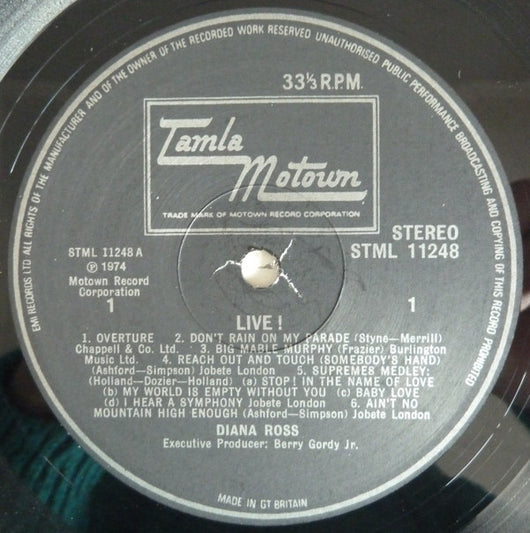 EMI RECORDS LTD ALL RIGHTS OF THE MANUFACTURER AND OF THE OWNER OF THE RECORDED WORK RESERVED UNAUTHORISED PUBLIC PERFORMANCE BROADCASTING AND COPYING OF THIS RECORD PROHIBITED
33⅓ R.P.M.
Tamla
Motown
TRADE MARK OF MOTOWN RECORD CORPORATION
STEREO
STML 11248
STML 11248 A
℗ 1974
Motown Record
Corporation
1
1
LIVE !
1. OVERTURE 2. DON'T RAIN ON MY PARADE (Styne—Merrill)
Chappell & Co. Ltd. 3. BIG MABLE MURPHY (Frazier) Burlington
Music Ltd. 4. REACH OUT AND TOUCH (SOMEBODY'S HAND)
(Ashford—Simpson) Jobete London 5. SUPREMES MEDLEY:
(Holland—Dozier—Holland) (a) STOP! IN THE NAME OF LOVE
(b) MY WORLD IS EMPTY WITHOUT YOU (c) BABY LOVE
(d) I HEAR A SYMPHONY Jobete London 6. AIN'T NO
MOUNTAIN HIGH ENOUGH (Ashford—Simpson) Jobete London
DIANA ROSS
Executive Producer: Berry Gordy Jr.
MADE IN GT BRITAIN